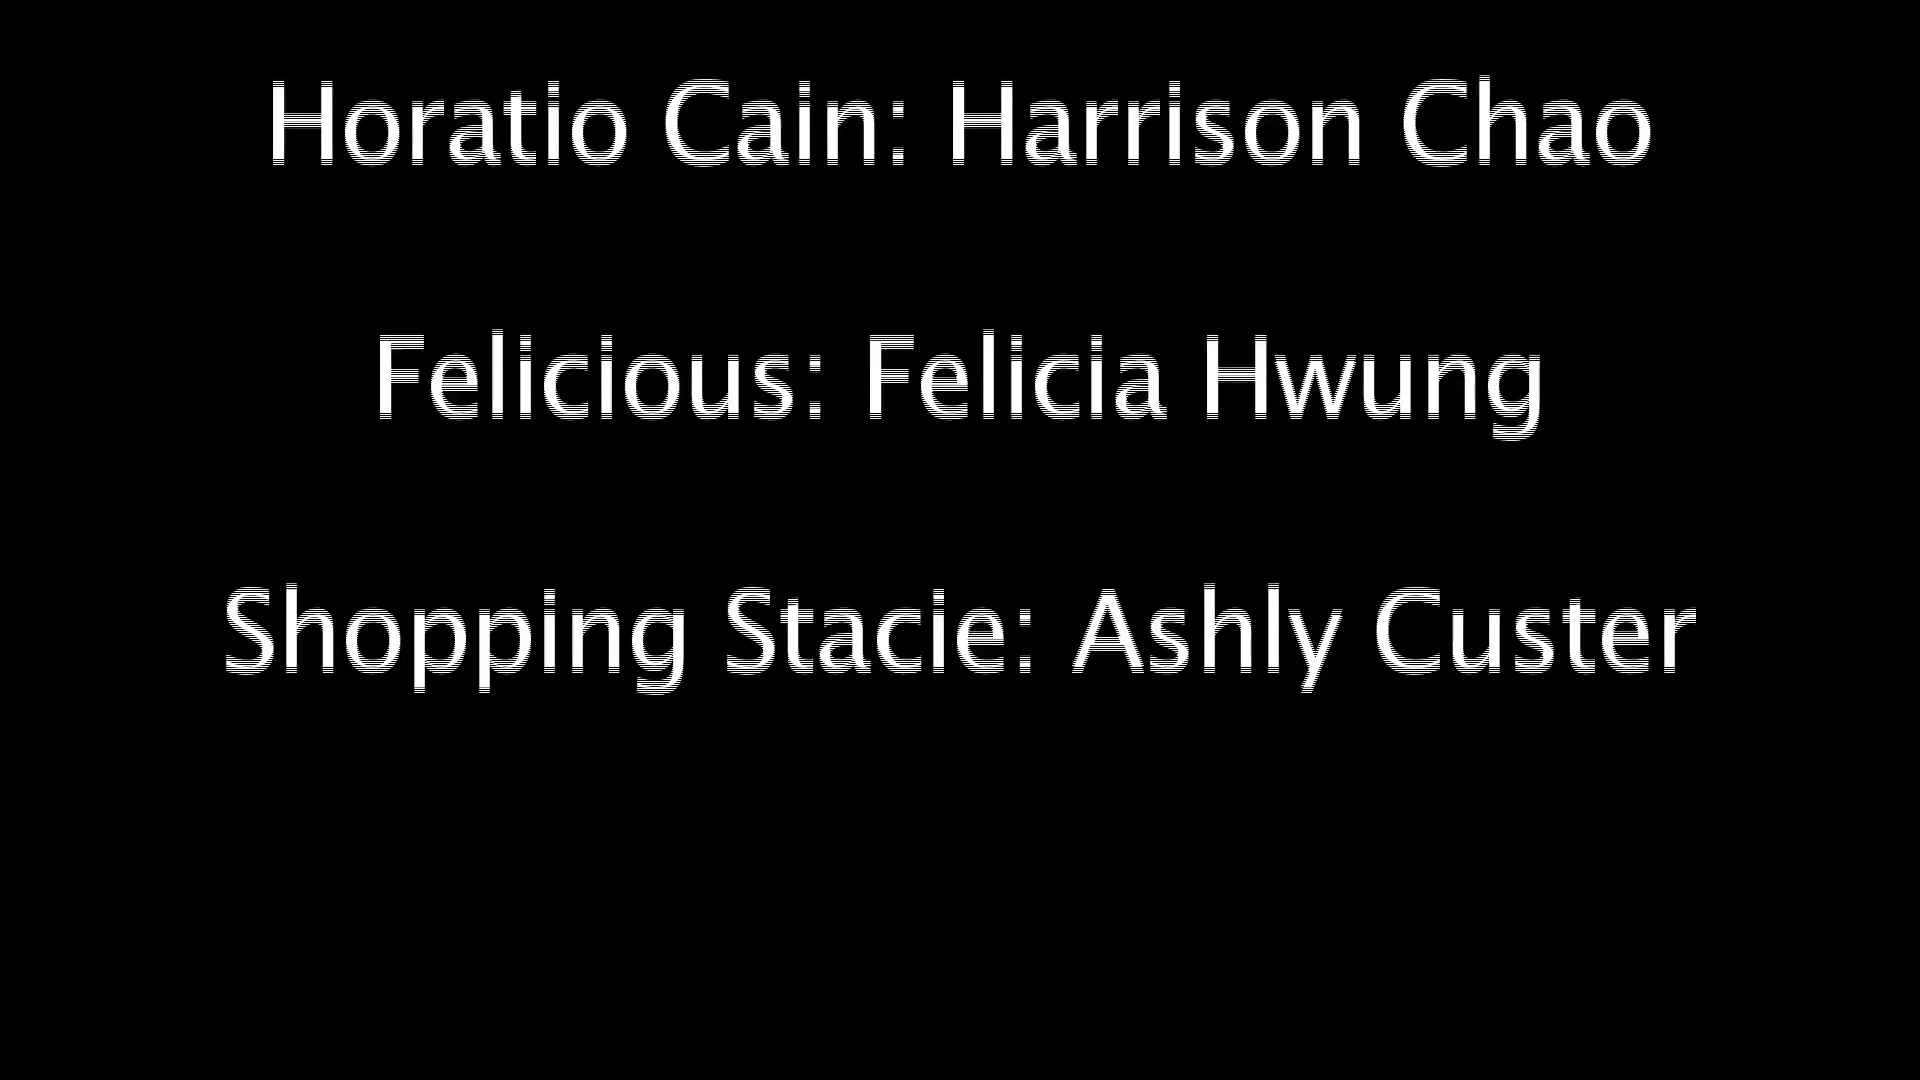 Horatio Cain: Harrison Chao
Felicious: Felicia Hwung
Shopping Stacie: Ashly Custer